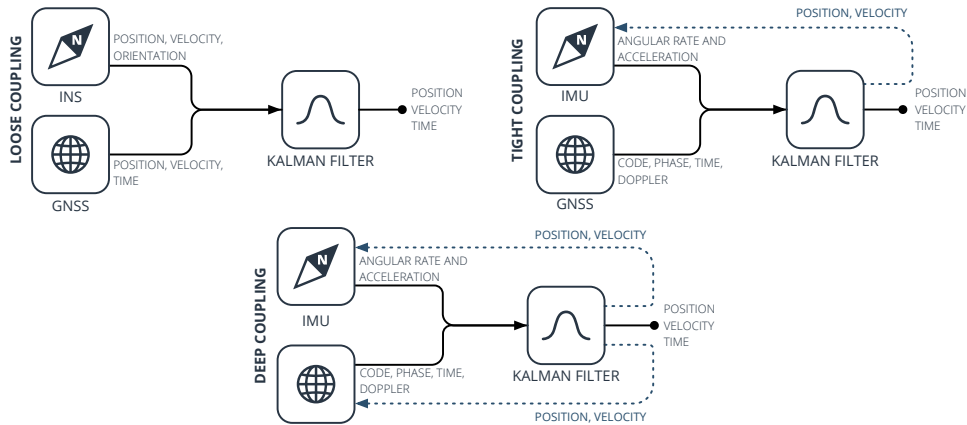 LOOSE COUPLING
N
POSITION, VELOCITY,
ORIENTATION
INS
POSITION, VELOCITY,
TIME
GNSS
KALMAN FILTER
POSITION
VELOCITY
TIME
TIGHT COUPLING
POSITION, VELOCITY
N
ANGULAR RATE AND
ACCELERATION
IMU
CODE, PHASE, TIME,
DOPPLER
GNSS
KALMAN FILTER
POSITION
VELOCITY
TIME
DEEP COUPLING
POSITION, VELOCITY
N
ANGULAR RATE AND
ACCELERATION
IMU
CODE, PHASE, TIME,
DOPPLER
KALMAN FILTER
POSITION
VELOCITY
TIME
POSITION, VELOCITY